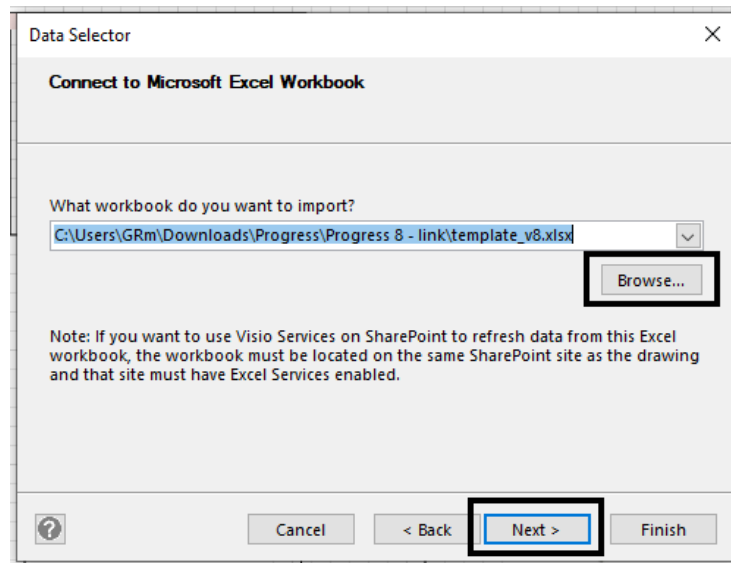 Data Selector
Connect to Microsoft Excel Workbook
What workbook do you want to import?
C:\Users\GRm\Downloads\Progress\Progress 8 - link\template_v8.xlsx
Browse...
Note: If you want to use Visio Services on SharePoint to refresh data from this Excel
workbook, the workbook must be located on the same SharePoint site as the drawing
and that site must have Excel Services enabled.
? Cancel < Back Next > Finish